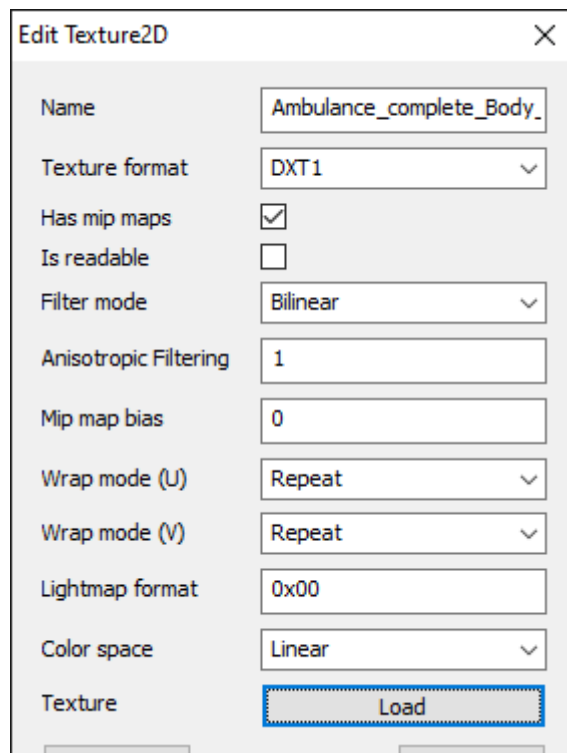 Edit Texture2D
Name Ambulance_complete_Body_
Texture format DXT1
Has mip maps
Is readable
Filter mode Bilinear
Anisotropic Filtering 1
Mip map bias 0
Wrap mode (U) Repeat
Wrap mode (V) Repeat
Lightmap format 0x00
Color space Linear
Texture Load